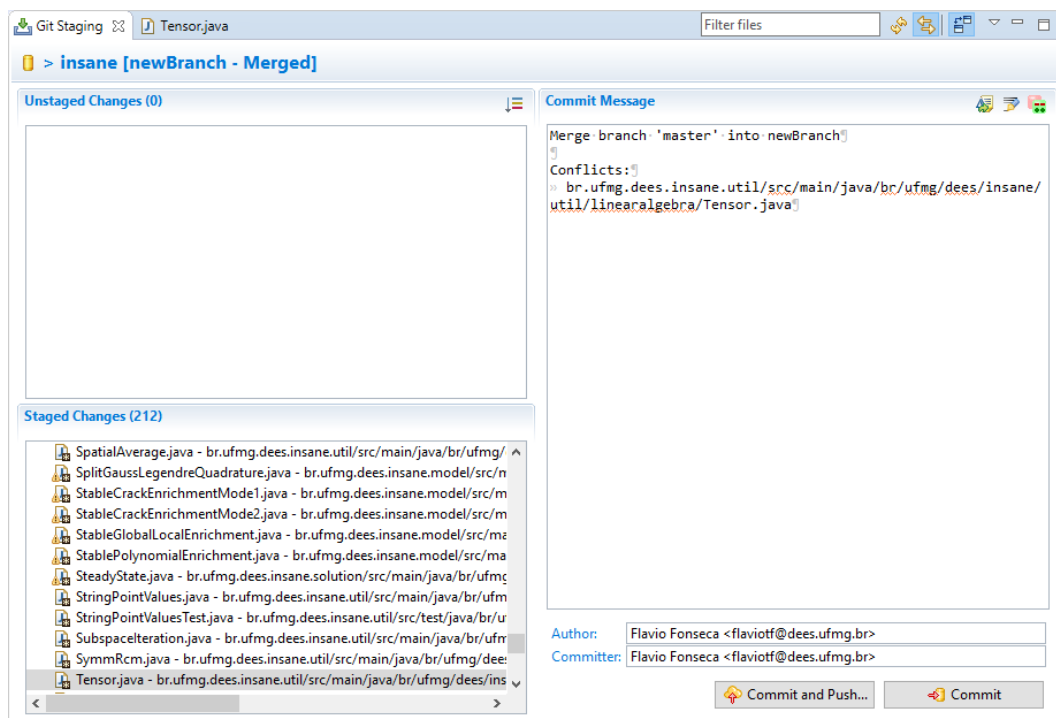 Git Staging
Tensor.java
Filter files
> insane [newBranch - Merged]
Unstaged Changes (0)
Staged Changes (212)
SpatialAverage.java - br.ufmg.dees.insane.util/src/main/java/br/ufmg/
SplitGaussLegendreQuadrature.java - br.ufmg.dees.insane.model/src/m
StableCrackEnrichmentMode1.java - br.ufmg.dees.insane.model/src/m
StableCrackEnrichmentMode2.java - br.ufmg.dees.insane.model/src/m
StableGlobalLocalEnrichment.java - br.ufmg.dees.insane.model/src/ma
StablePolynomialEnrichment.java - br.ufmg.dees.insane.model/src/ma
SteadyState.java - br.ufmg.dees.insane.solution/src/main/java/br/ufmg
StringPointValues.java - br.ufmg.dees.insane.util/src/main/java/br/ufm
StringPointValuesTest.java - br.ufmg.dees.insane.util/src/test/java/br/u
SubspaceIteration.java - br.ufmg.dees.insane.util/src/main/java/br/ufm
SymmRcm.java - br.ufmg.dees.insane.util/src/main/java/br/ufmg/dees
Tensor.java - br.ufmg.dees.insane.util/src/main/java/br/ufmg/dees/ins
Commit Message
Merge branch 'master' into newBranch¶
¶
Conflicts:¶
» br.ufmg.dees.insane.util/src/main/java/br/ufmg/dees/insane/
util/linearalgebra/Tensor.java¶
Author: Flavio Fonseca <flaviotf@dees.ufmg.br>
Committer: Flavio Fonseca <flaviotf@dees.ufmg.br>
Commit and Push...
Commit